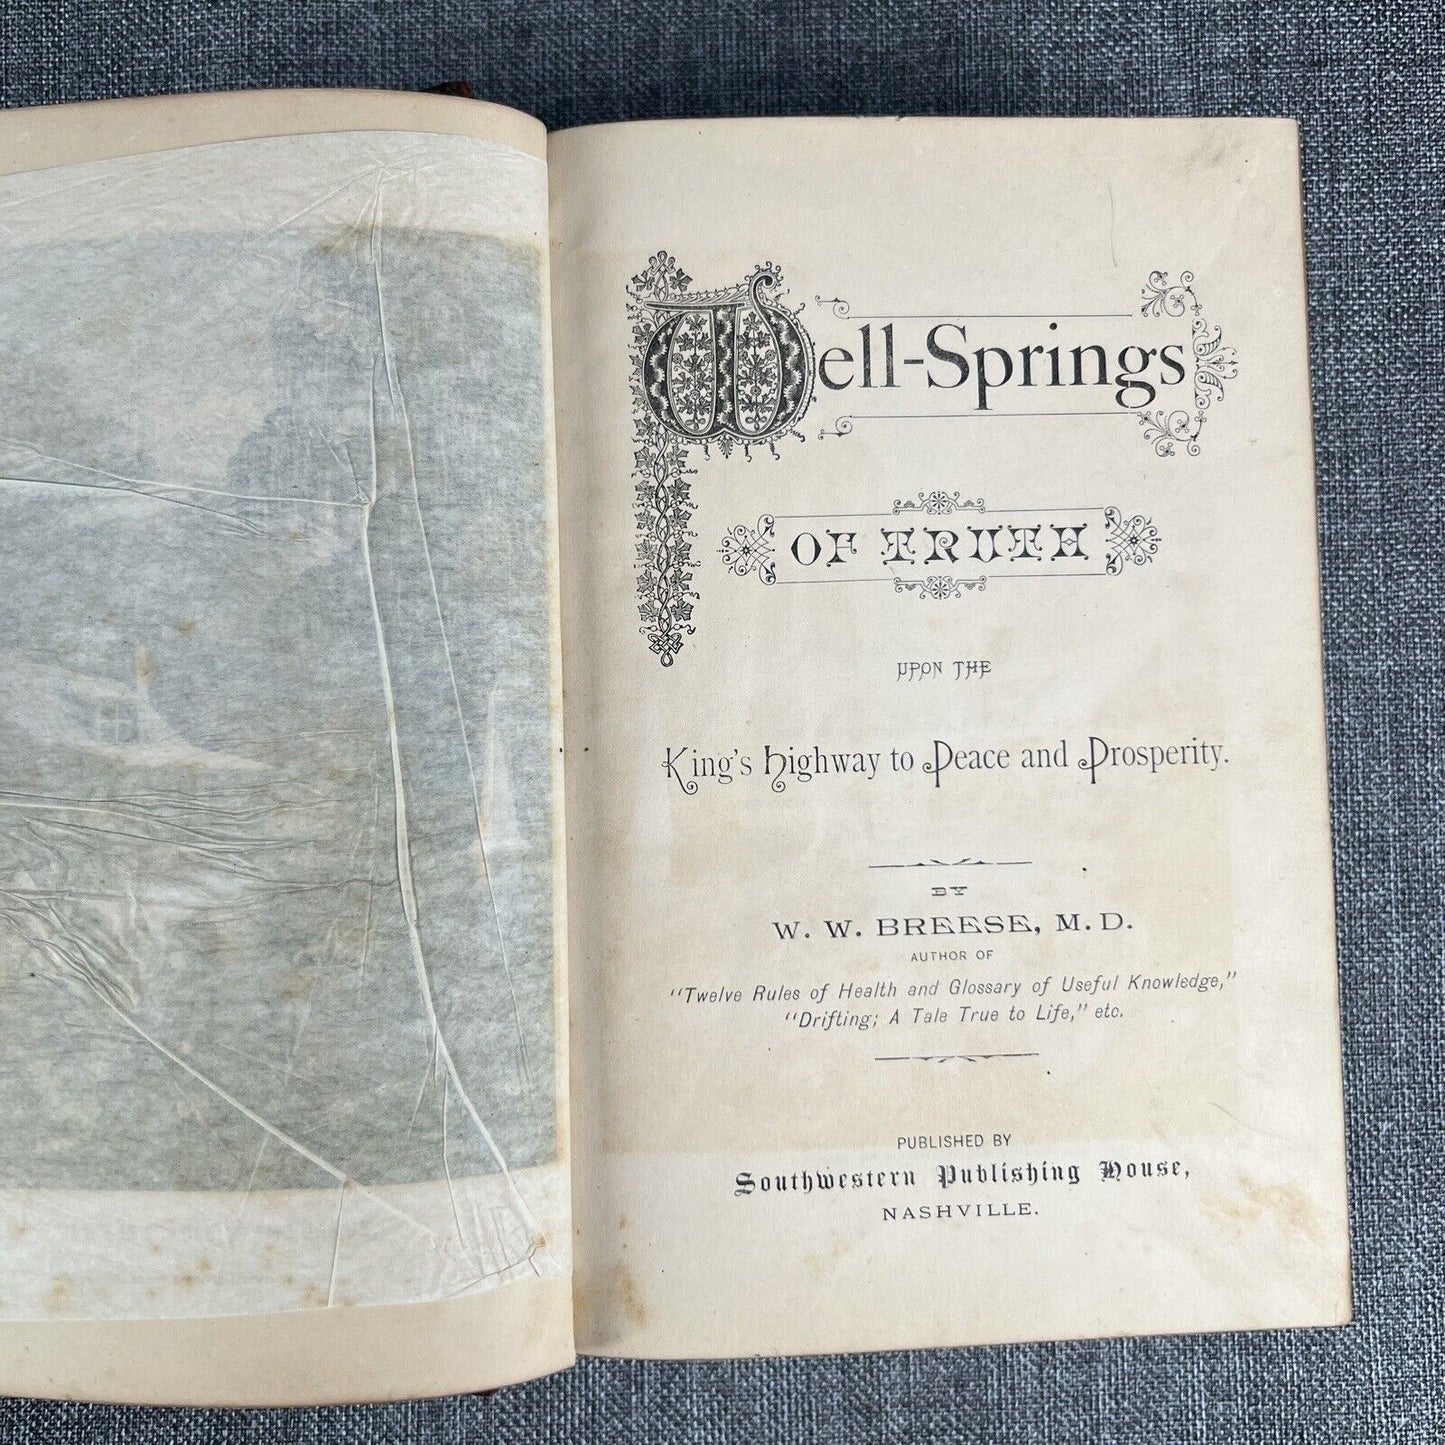 Well-Springs
OF TRUTH
UPON THE
King's Highway to Peace and Prosperity.
BY
W. W. BREESE, M.D.
AUTHOR OF
"Twelve Rules of Health and Glossary of Useful Knowledge,"
"Drifting; A Tale True to Life," etc.
PUBLISHED BY
Southwestern Publishing House,
NASHVILLE.